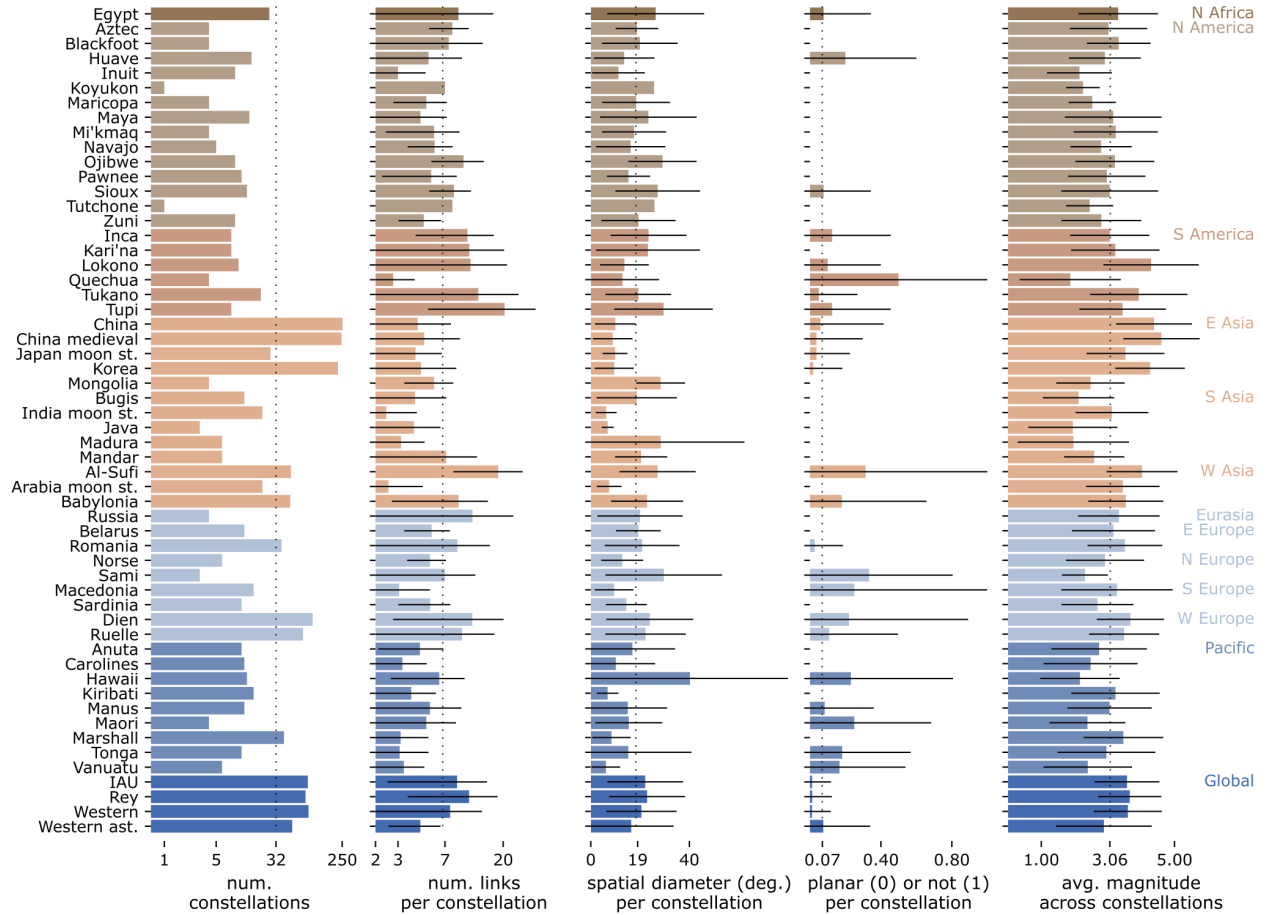 Egypt N Africa
Aztec N America
Blackfoot
Huave
Inuit
Koyukon
Maricopa
Maya
Mi'kmaq
Navajo
Ojibwe
Pawnee
Sioux
Tutchone
Zuni
Inca S America
Kari'na
Lokono
Quechua
Tukano
Tupi
China E Asia
China medieval
Japan moon st.
Korea
Mongolia
Bugis S Asia
India moon st.
Java
Madura
Mandar
Al-Sufi W Asia
Arabia moon st.
Babylonia
Russia Eurasia
Belarus E Europe
Romania
Norse N Europe
Sami
Macedonia S Europe
Sardinia
Dien W Europe
Ruelle
Anuta Pacific
Carolines
Hawaii
Kiribati
Manus
Maori
Marshall
Tonga
Vanuatu
IAU Global
Rey
Western
Western ast.
1 5 32 250 2 3 7 20 0 19 40 0.07 0.40 0.80 1.00 3.06 5.00
num. num. links spatial diameter (deg.) planar (0) or not (1) avg. magnitude
constellations per constellation per constellation per constellation across constellations